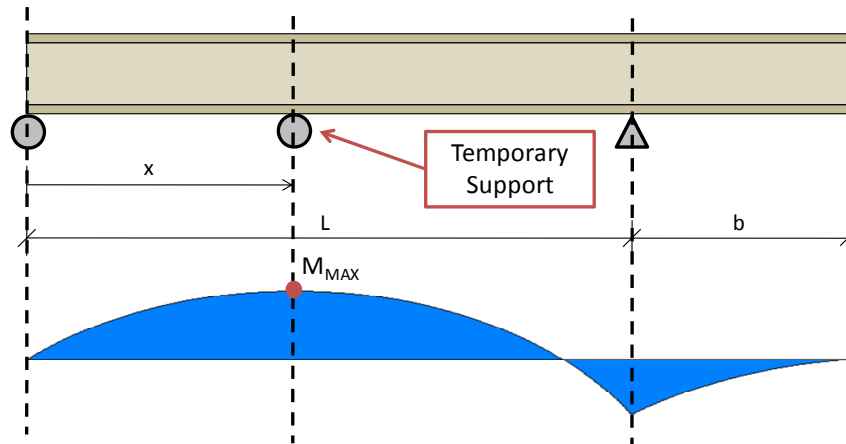 Temporary
Support
x
L
b
M_MAX